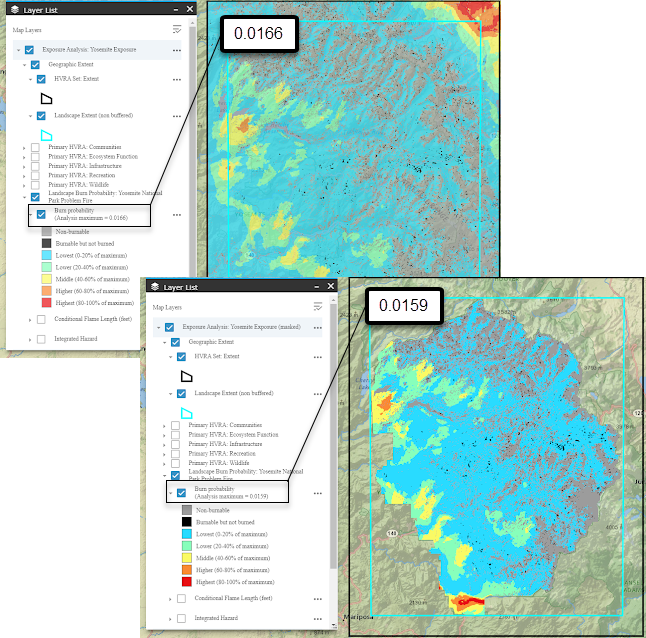 Layer List
Map Layers
Exposure Analysis: Yosemite Exposure
Geographic Extent
HVRA Set: Extent
Landscape Extent (non buffered)
Primary HVRA: Communities
Primary HVRA: Ecosystem Function
Primary HVRA: Infrastructure
Primary HVRA: Recreation
Primary HVRA: Wildlife
Landscape Burn Probability: Yosemite National
Park Problem Fire
Burn probability
(Analysis maximum = 0.0166)
Non-burnable
Burnable but not burned
Lowest (0-20% of maximum)
Lower (20-40% of maximum)
Middle (40-60% of maximum)
Higher (60-80% of maximum)
Highest (80-100% of maximum)
Conditional Flame Length (feet)
Integrated Hazard
0.0166
Layer List
Map Layers
Exposure Analysis: Yosemite Exposure (masked)
Geographic Extent
HVRA Set: Extent
Landscape Extent (non buffered)
Primary HVRA: Communities
Primary HVRA: Ecosystem Function
Primary HVRA: Infrastructure
Primary HVRA: Recreation
Primary HVRA: Wildlife
Landscape Burn Probability: Yosemite National
Park Problem Fire
Burn probability
(Analysis maximum = 0.0159)
Non-burnable
Burnable but not burned
Lowest (0-20% of maximum)
Lower (20-40% of maximum)
Middle (40-60% of maximum)
Higher (60-80% of maximum)
Highest (80-100% of maximum)
Conditional Flame Length (feet)
Integrated Hazard
0.0159
120
140
Mariposa